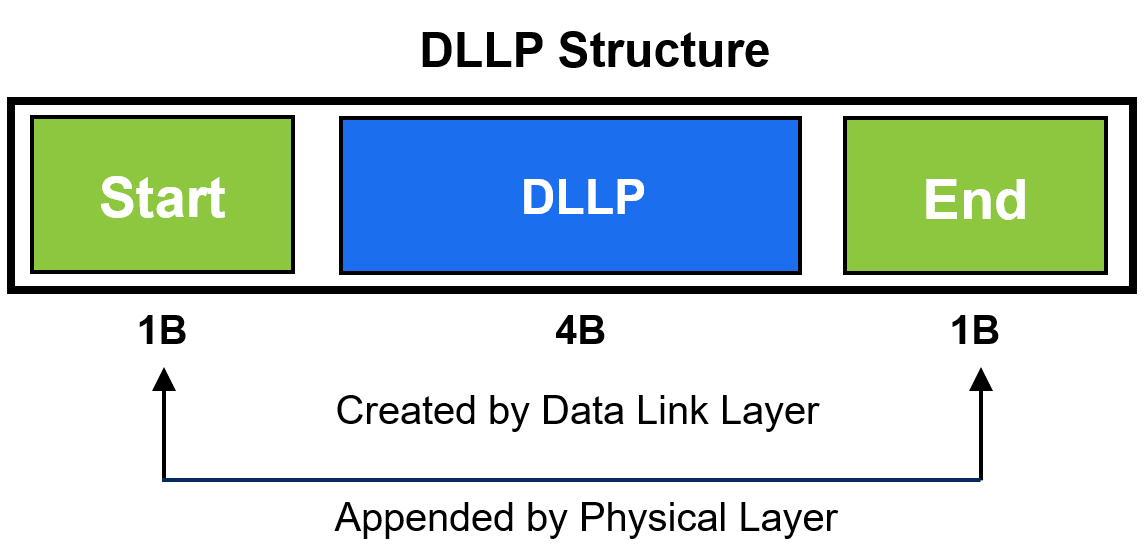 DLLP Structure
Start
DLLP
End
1B
4B
1B
Created by Data Link Layer
Appended by Physical Layer